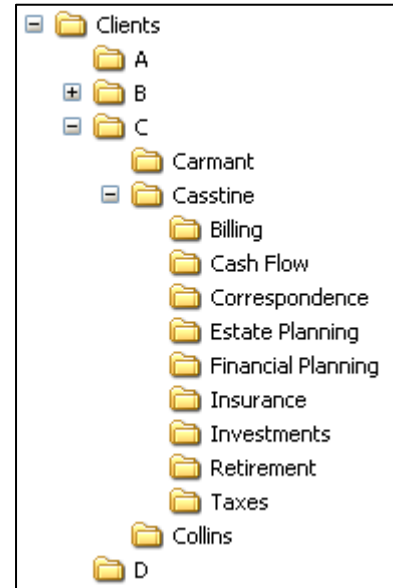 Clients
A
B
C
Carmant
Casstine
Billing
Cash Flow
Correspondence
Estate Planning
Financial Planning
Insurance
Investments
Retirement
Taxes
Collins
D